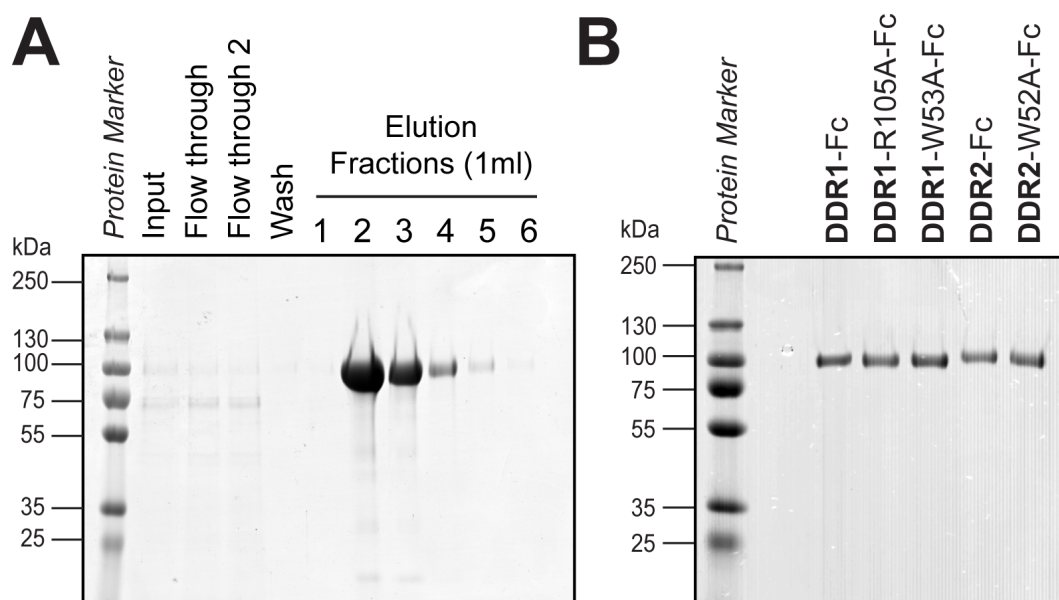 A
Protein Marker
Input
Flow through
Flow through 2
Wash
Elution
Fractions (1ml)
1 2 3 4 5 6
kDa
250
130
100
75
55
35
25
B
Protein Marker
DDR1-Fc
DDR1-R105A-Fc
DDR1-W53A-Fc
DDR2-Fc
DDR2-W52A-Fc
kDa
250
130
100
75
55
35
25